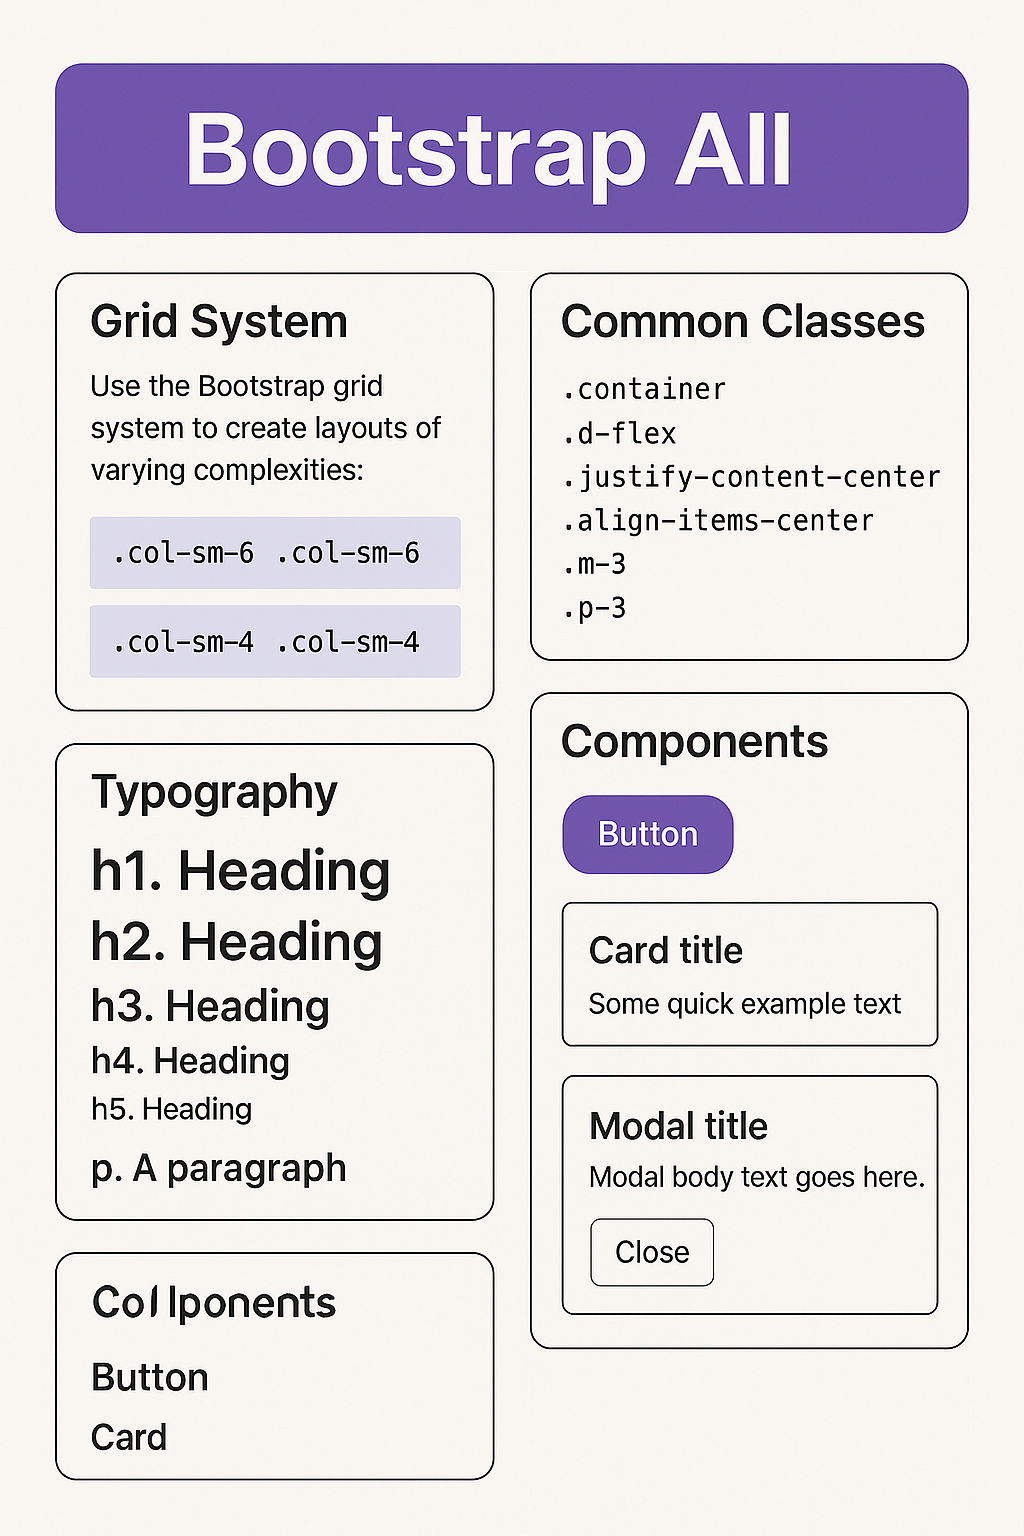 Bootstrap All
Grid System
Use the Bootstrap grid
system to create layouts of
varying complexities:
.col-sm-6 .col-sm-6
.col-sm-4 .col-sm-4
Typography
h1. Heading
h2. Heading
h3. Heading
h4. Heading
h5. Heading
p. A paragraph
Button
Card
Common Classes
.container
.d-flex
.justify-content-center
.align-items-center
.m-3
.p-3
Components
Button
Card title
Some quick example text
Modal title
Modal body text goes here.
Close